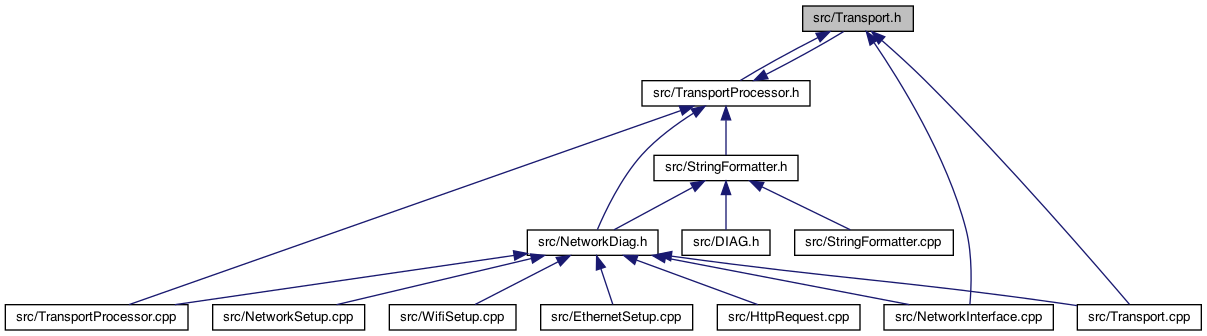 src/Transport.h
src/TransportProcessor.h
src/StringFormatter.h
src/NetworkDiag.h
src/DIAG.h
src/StringFormatter.cpp
src/TransportProcessor.cpp
src/NetworkSetup.cpp
src/WifiSetup.cpp
src/EthernetSetup.cpp
src/HttpRequest.cpp
src/NetworkInterface.cpp
src/Transport.cpp